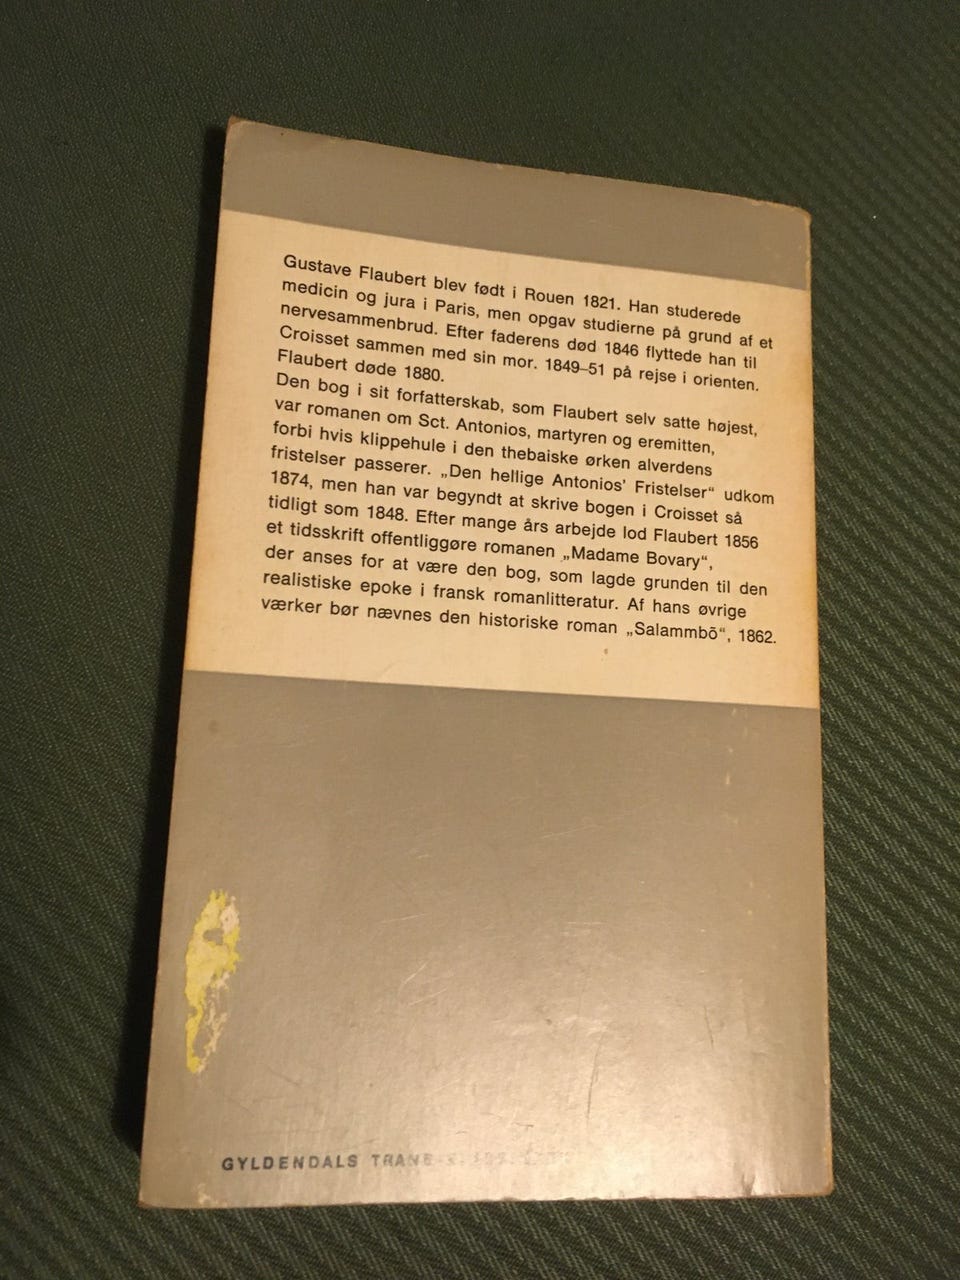 Gustave Flaubert blev født i Rouen 1821. Han studerede
medicin og jura i Paris, men opgav studierne på grund af et
nervesammenbrud. Efter faderens død 1846 flyttede han til
Croisset sammen med sin mor. 1849–51 på rejse i orienten.
Flaubert døde 1880.
Den bog i sit forfatterskab, som Flaubert selv satte højest,
var romanen om Sct. Antonios, martyren og eremitten,
forbi hvis klippehule i den thebaiske ørken alverdens
fristelser passerer. „Den hellige Antonios’ Fristelser“ udkom
1874, men han var begyndt at skrive bogen i Croisset så
tidligt som 1848. Efter mange års arbejde lod Flaubert 1856
et tidsskrift offentliggøre romanen „Madame Bovary“,
der anses for at være den bog, som lagde grunden til den
realistiske epoke i fransk romanlitteratur. Af hans øvrige
værker bør nævnes den historiske roman „Salammbō“, 1862.
GYLDENDALS TRANE